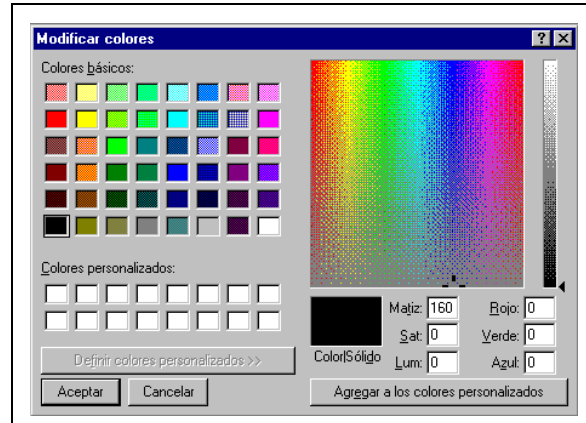 Modificar colores
Colores básicos:
Colores personalizados:
Definir colores personalizados >>
Aceptar Cancelar
Color|Sólido
Matiz: 160 Rojo: 0
Sat: 0 Verde: 0
Lum: 0 Azul: 0
Agregar a los colores personalizados